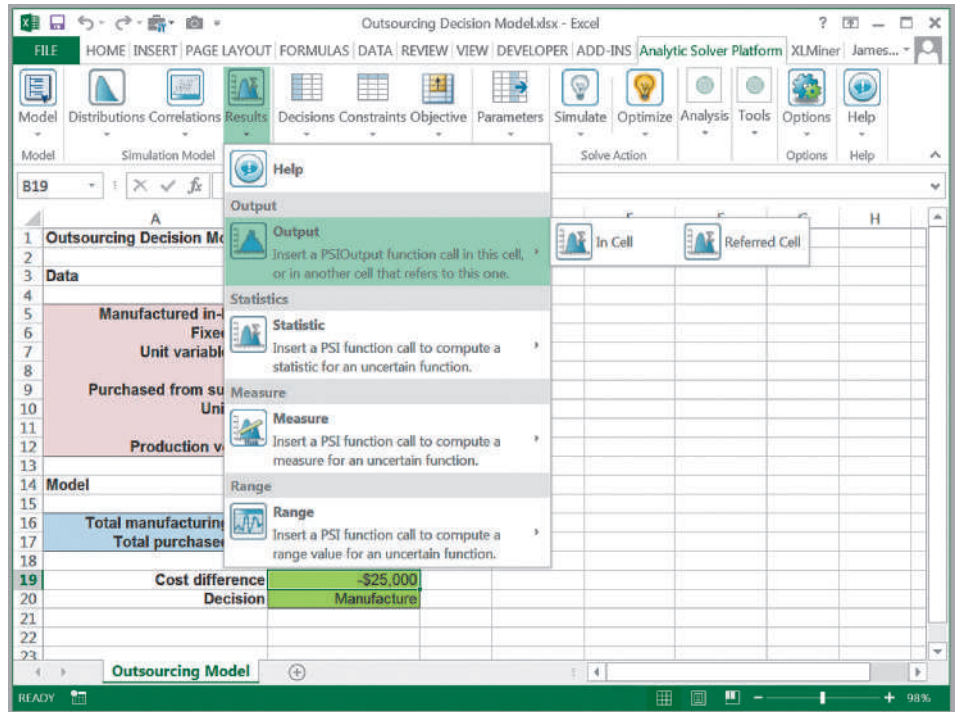 Outsourcing Decision Model.xlsx - Excel
?
FILE HOME INSERT PAGE LAYOUT FORMULAS DATA REVIEW VIEW DEVELOPER ADD-INS Analytic Solver Platform XLMiner James...
Model Distributions Correlations Results Decisions Constraints Objective Parameters Simulate Optimize Analysis Tools Options Help
Model Simulation Model Solve Action Options Help
B19 fx
Help
Output
Output
Insert a PSIOutput function call in this cell,
or in another cell that refers to this one.
In Cell
Referred Cell
Statistics
Statistic
Insert a PSI function call to compute a
statistic for an uncertain function.
Measure
Measure
Insert a PSI function call to compute a
measure for an uncertain function.
Range
Range
Insert a PSI function call to compute a
range value for an uncertain function.
A H
1 Outsourcing Decision Mo
2
3 Data
4
5 Manufactured in-
6 Fixe
7 Unit variabl
8
9 Purchased from su
10 Uni
11
12 Production v
13
14 Model
15
16 Total manufacturing
17 Total purchase
18
19 Cost difference -$25,000
20 Decision Manufacture
21
22
23
Outsourcing Model
READY 98%